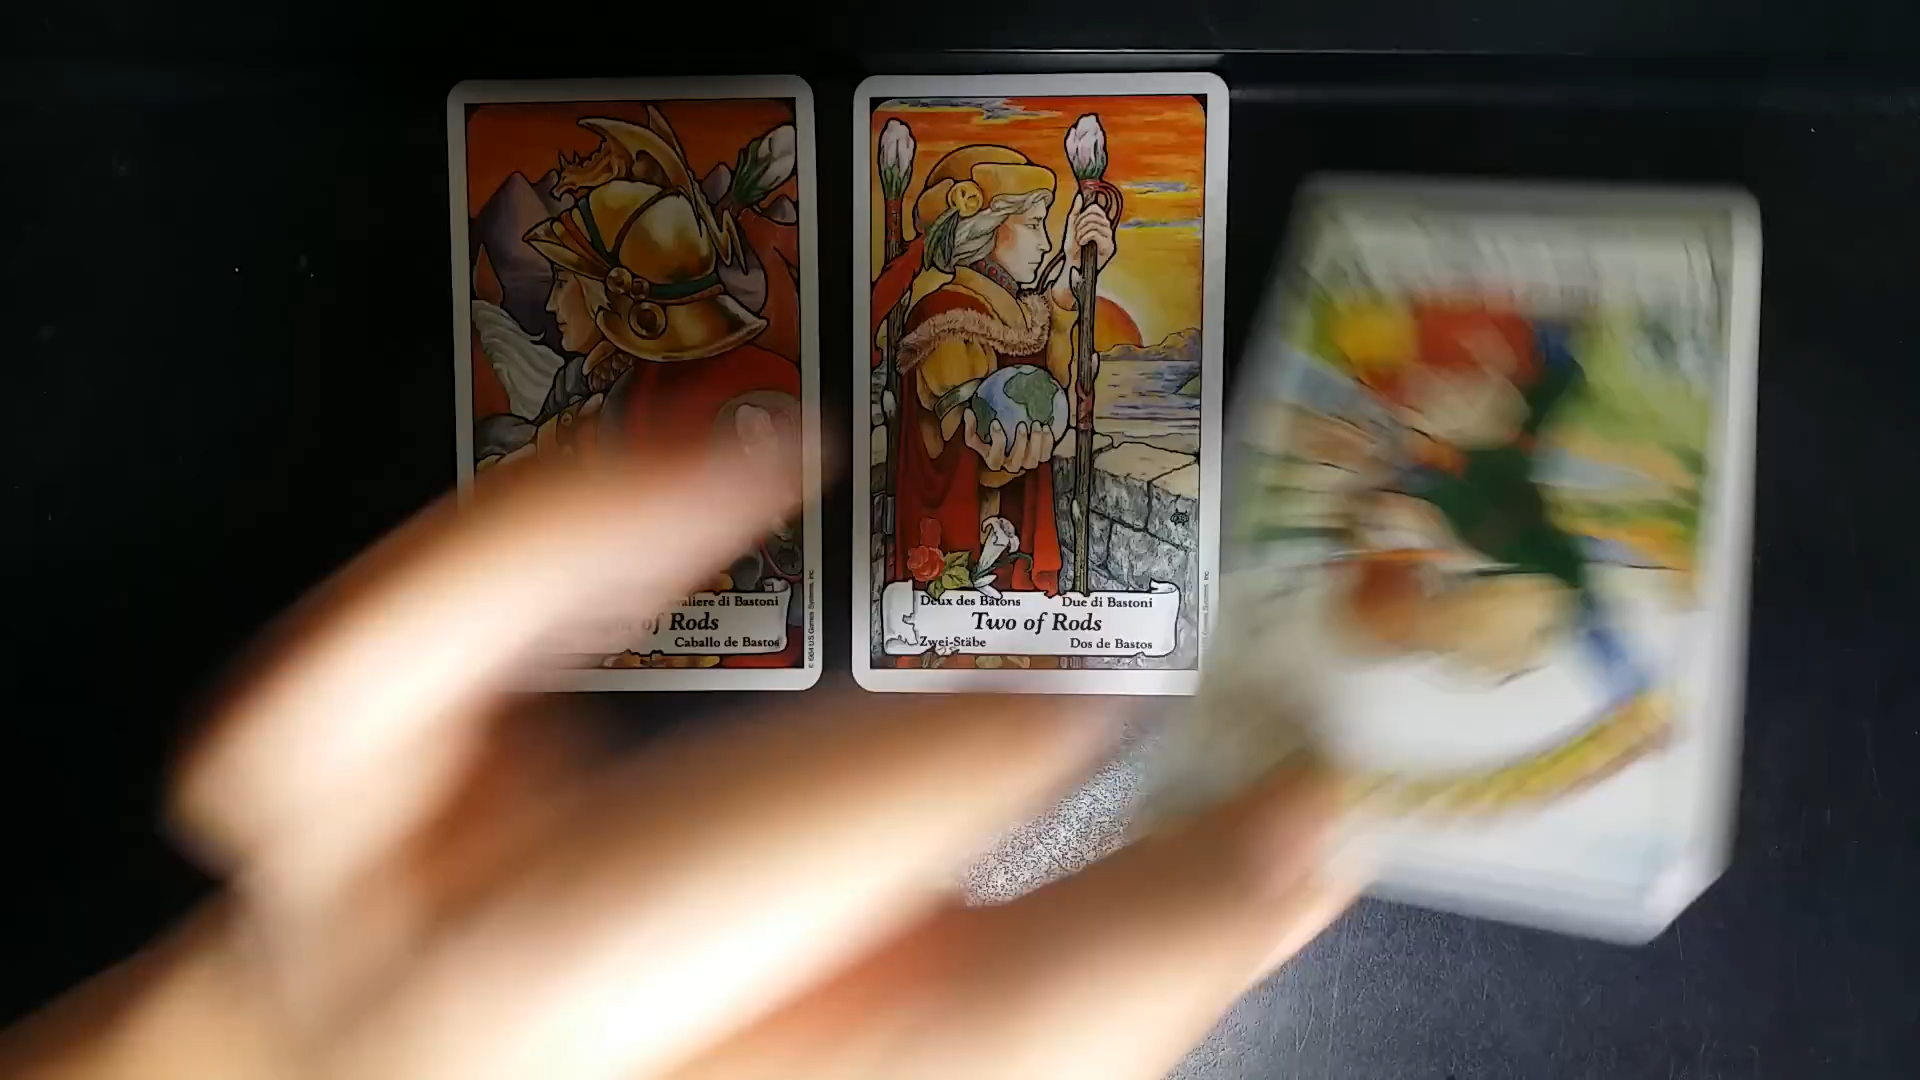 valiere di Bastoni
of Rods
Caballo de Bastos
Deux des Bâtons Due di Bastoni
Two of Rods
Zwei-Stäbe Dos de Bastos